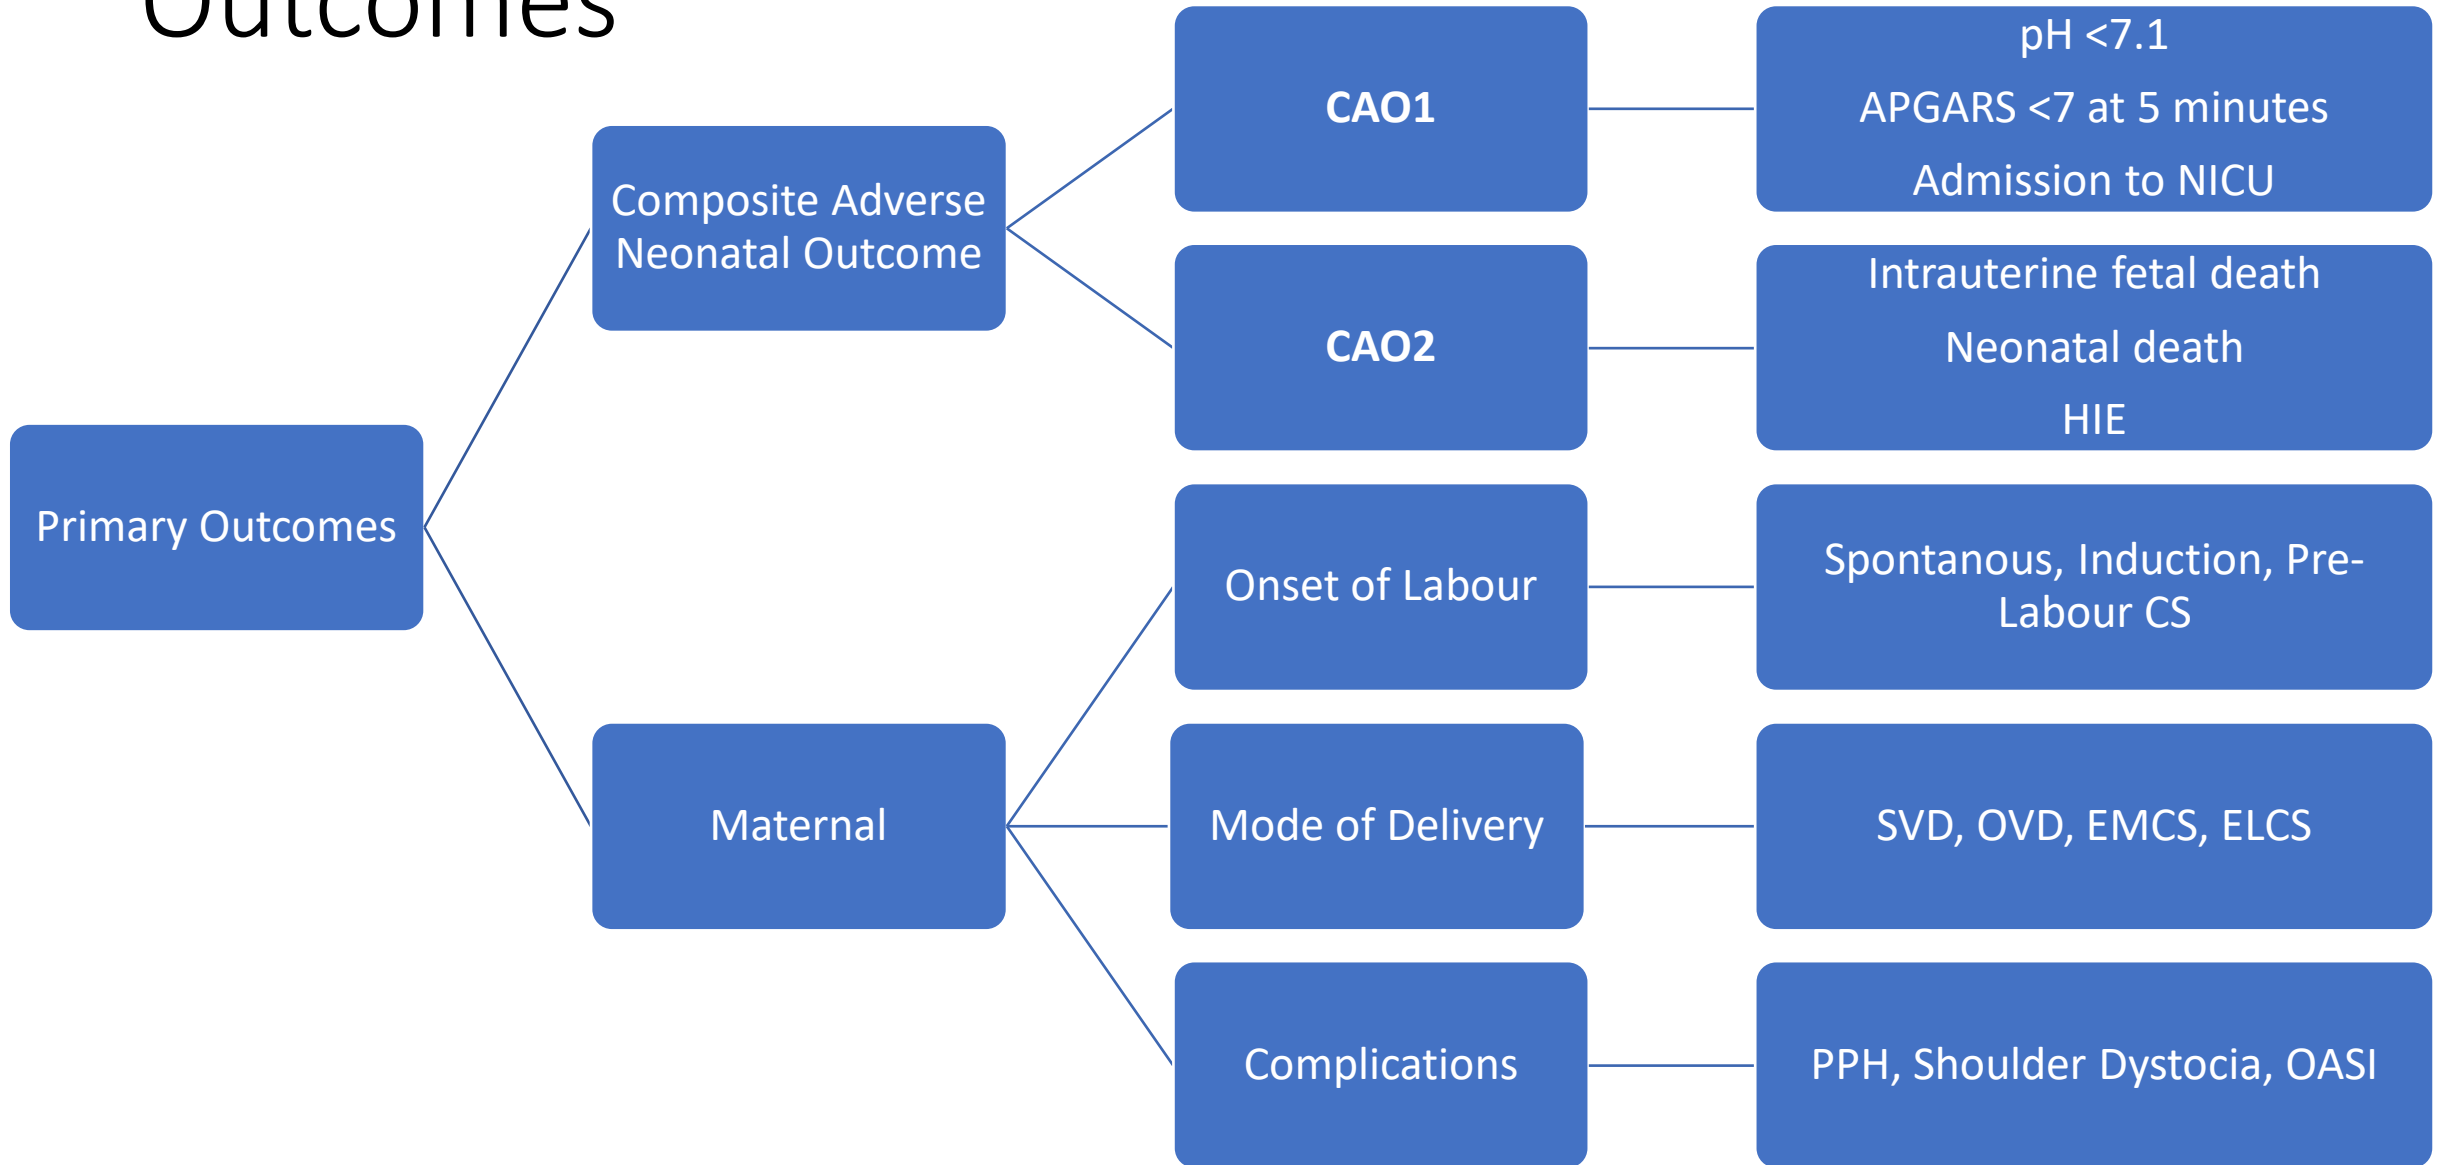 Outcomes
Primary Outcomes
Composite Adverse
Neonatal Outcome
CAO1
pH <7.1
APGARS <7 at 5 minutes
Admission to NICU
CAO2
Intrauterine fetal death
Neonatal death
HIE
Maternal
Onset of Labour
Spontanous, Induction, Pre-
Labour CS
Mode of Delivery
SVD, OVD, EMCS, ELCS
Complications
PPH, Shoulder Dystocia, OASI